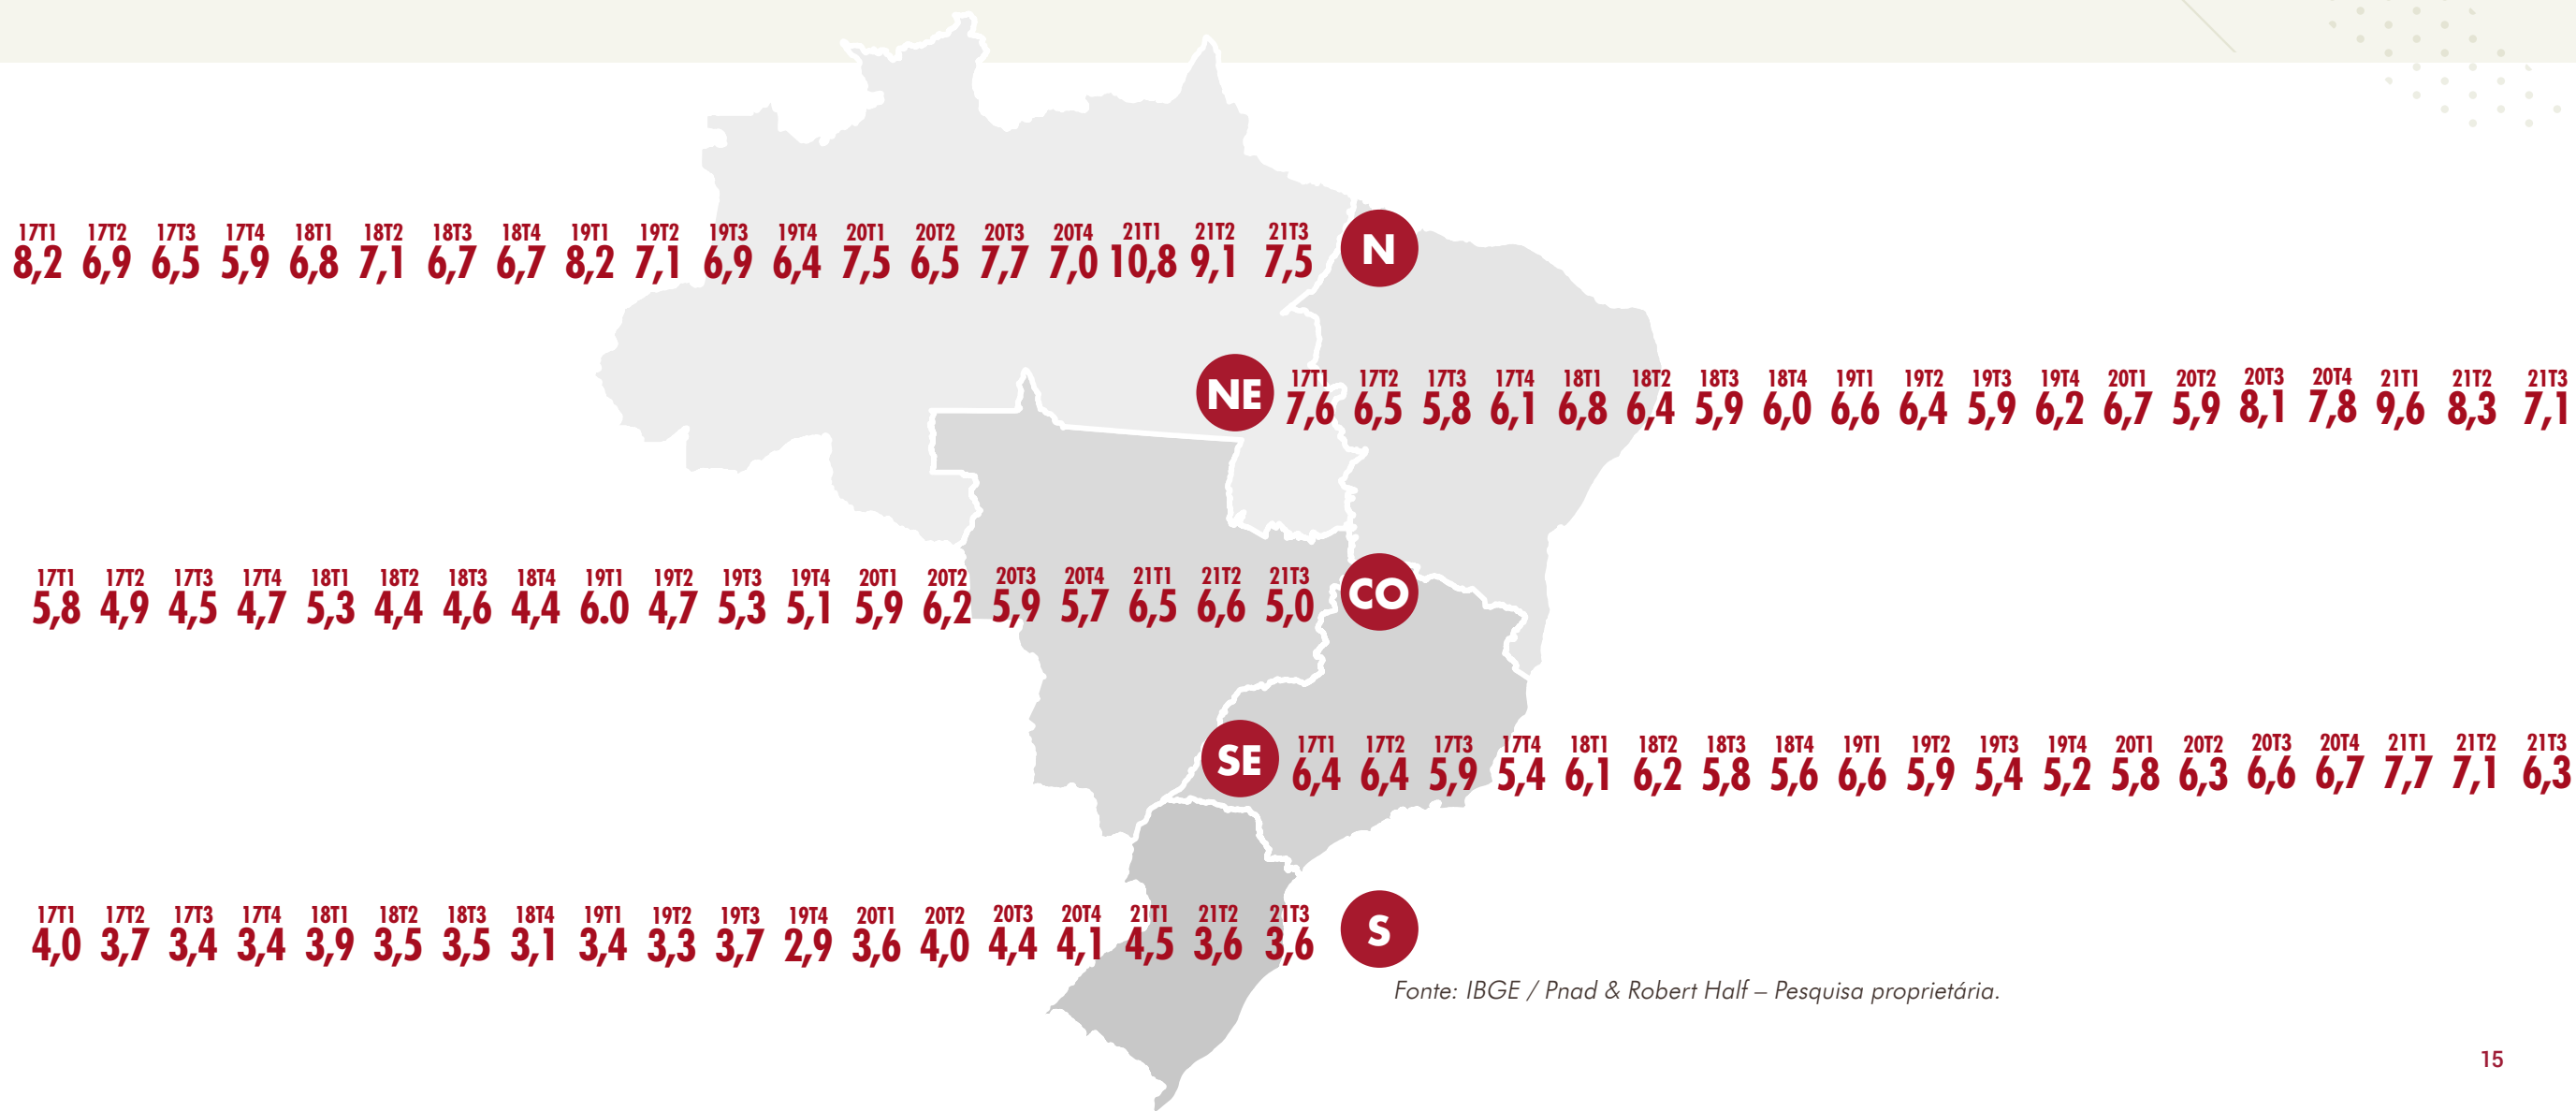 17T1 17T2 17T3 17T4 18T1 18T2 18T3 18T4 19T1 19T2 19T3 19T4 20T1 20T2 20T3 20T4 21T1 21T2 21T3
8,2 6,9 6,5 5,9 6,8 7,1 6,7 6,7 8,2 7,1 6,9 6,4 7,5 6,5 7,7 7,0 10,8 9,1 7,5
N
NE
17T1 17T2 17T3 17T4 18T1 18T2 18T3 18T4 19T1 19T2 19T3 19T4 20T1 20T2 20T3 20T4 21T1 21T2 21T3
7,6 6,5 5,8 6,1 6,8 6,4 5,9 6,0 6,6 6,4 5,9 6,2 6,7 5,9 8,1 7,8 9,6 8,3 7,1
17T1 17T2 17T3 17T4 18T1 18T2 18T3 18T4 19T1 19T2 19T3 19T4 20T1 20T2 20T3 20T4 21T1 21T2 21T3
5,8 4,9 4,5 4,7 5,3 4,4 4,6 4,4 6.0 4,7 5,3 5,1 5,9 6,2 5,9 5,7 6,5 6,6 5,0
CO
SE
17T1 17T2 17T3 17T4 18T1 18T2 18T3 18T4 19T1 19T2 19T3 19T4 20T1 20T2 20T3 20T4 21T1 21T2 21T3
6,4 6,4 5,9 5,4 6,1 6,2 5,8 5,6 6,6 5,9 5,4 5,2 5,8 6,3 6,6 6,7 7,7 7,1 6,3
17T1 17T2 17T3 17T4 18T1 18T2 18T3 18T4 19T1 19T2 19T3 19T4 20T1 20T2 20T3 20T4 21T1 21T2 21T3
4,0 3,7 3,4 3,4 3,9 3,5 3,5 3,1 3,4 3,3 3,7 2,9 3,6 4,0 4,4 4,1 4,5 3,6 3,6
S
Fonte: IBGE / Pnad & Robert Half – Pesquisa proprietária.
15